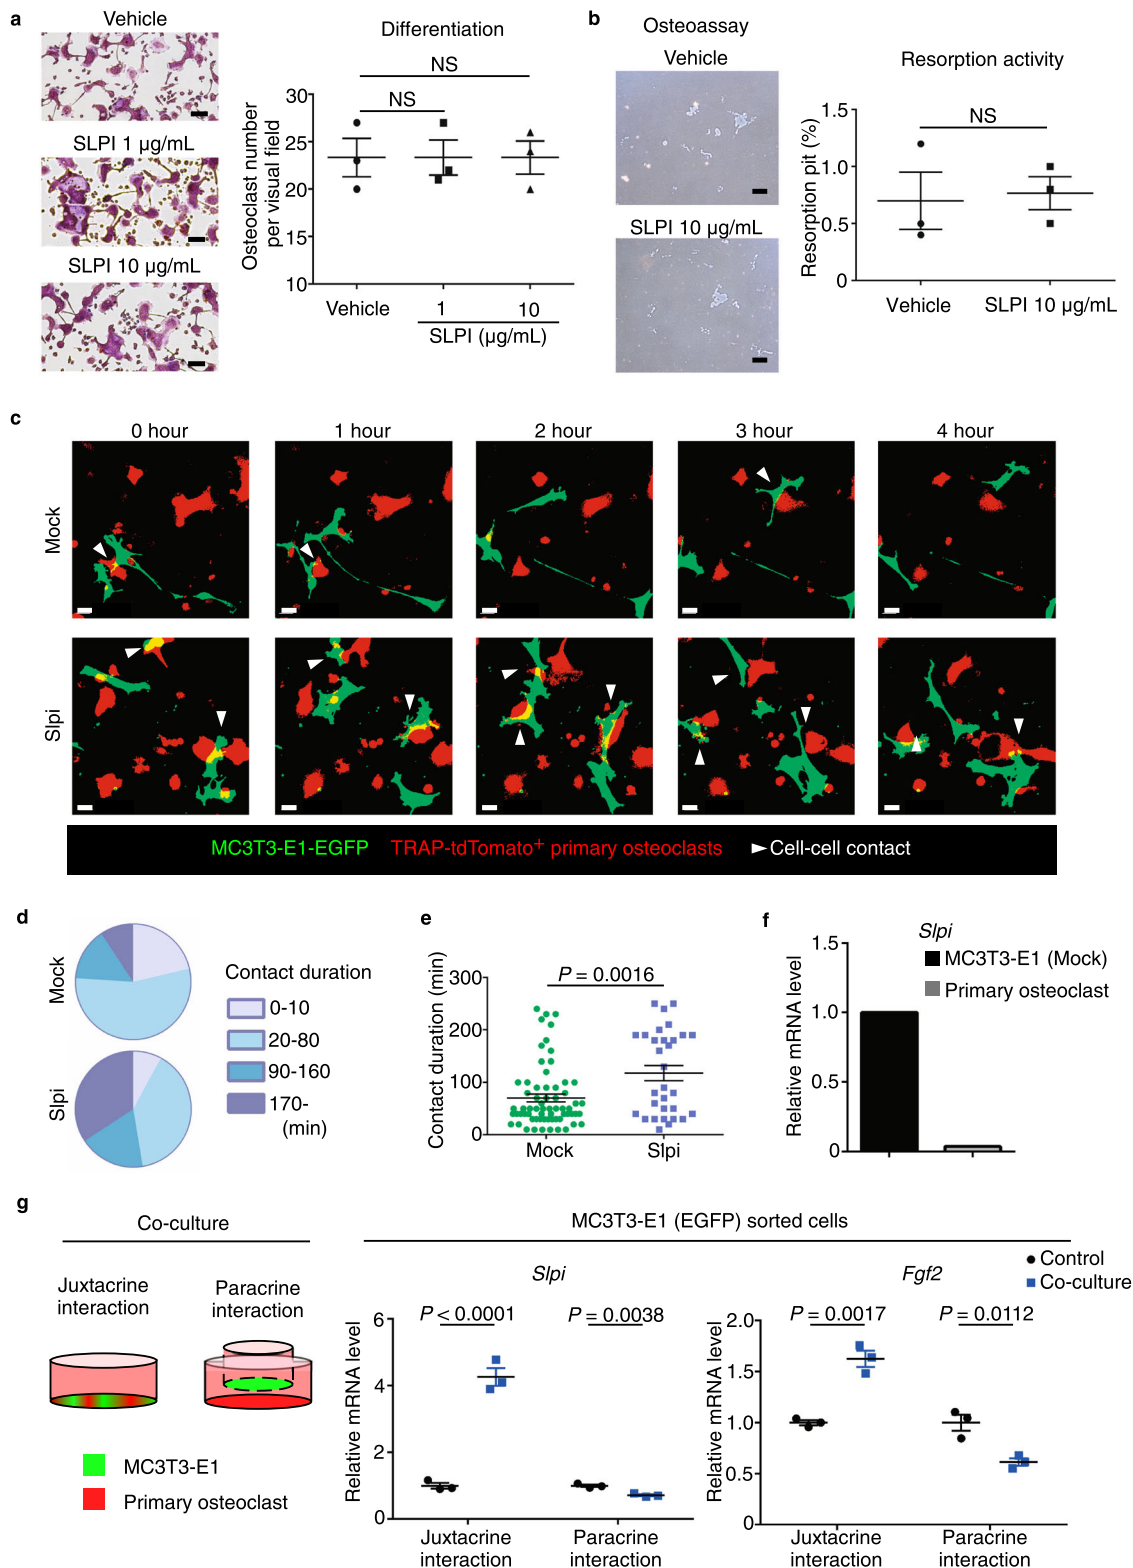 a
Vehicle
SLPI 1 µg/mL
SLPI 10 µg/mL
Differentiation
NS
NS
Osteoclast number
per visual field
30
25
20
15
10
Vehicle
1
10
SLPI (µg/mL)
b
Osteoassay
Vehicle
SLPI 10 µg/mL
Resorption activity
NS
Resorption pit (%)
1.5
1.0
0.5
0
Vehicle
SLPI 10 µg/mL
c
0 hour
1 hour
2 hour
3 hour
4 hour
Mock
Slpi
MC3T3-E1-EGFP
TRAP-tdTomato+ primary osteoclasts
Cell-cell contact
d
Mock
Slpi
Contact duration
0-10
20-80
90-160
170-
(min)
e
P = 0.0016
Contact duration (min)
300
200
100
0
Mock
Slpi
f
Slpi
MC3T3-E1 (Mock)
Primary osteoclast
Relative mRNA level
1.5
1.0
0.5
0
g
Co-culture
Juxtacrine
interaction
Paracrine
interaction
MC3T3-E1
Primary osteoclast
MC3T3-E1 (EGFP) sorted cells
Control
Co-culture
Slpi
P < 0.0001
P = 0.0038
Relative mRNA level
6
4
2
0
Juxtacrine
interaction
Paracrine
interaction
Fgf2
P = 0.0017
P = 0.0112
Relative mRNA level
2.0
1.5
1.0
0.5
0
Juxtacrine
interaction
Paracrine
interaction